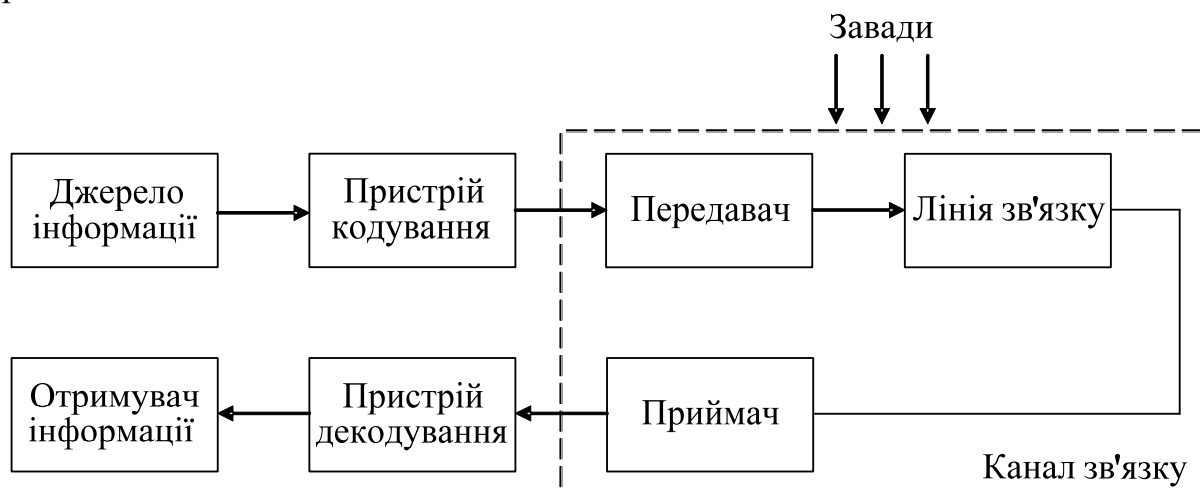 Завади
Джерело
інформації
Пристрій
кодування
Передавач
Лінія зв'язку
Отримувач
інформації
Пристрій
декодування
Приймач
Канал зв'язку